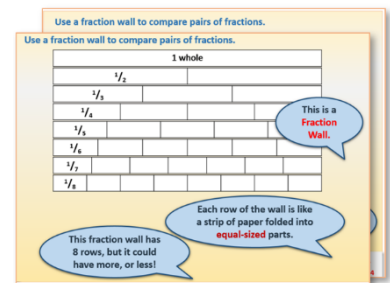 Use a fraction wall to compare pairs of fractions.
Use a fraction wall to compare pairs of fractions.
1 whole
1/2
1/3
1/4
1/5
1/6
1/7
1/8
This is a
Fraction
Wall.
Each row of the wall is like
a strip of paper folded into
equal-sized parts.
This fraction wall has
8 rows, but it could
have more, or less!
4